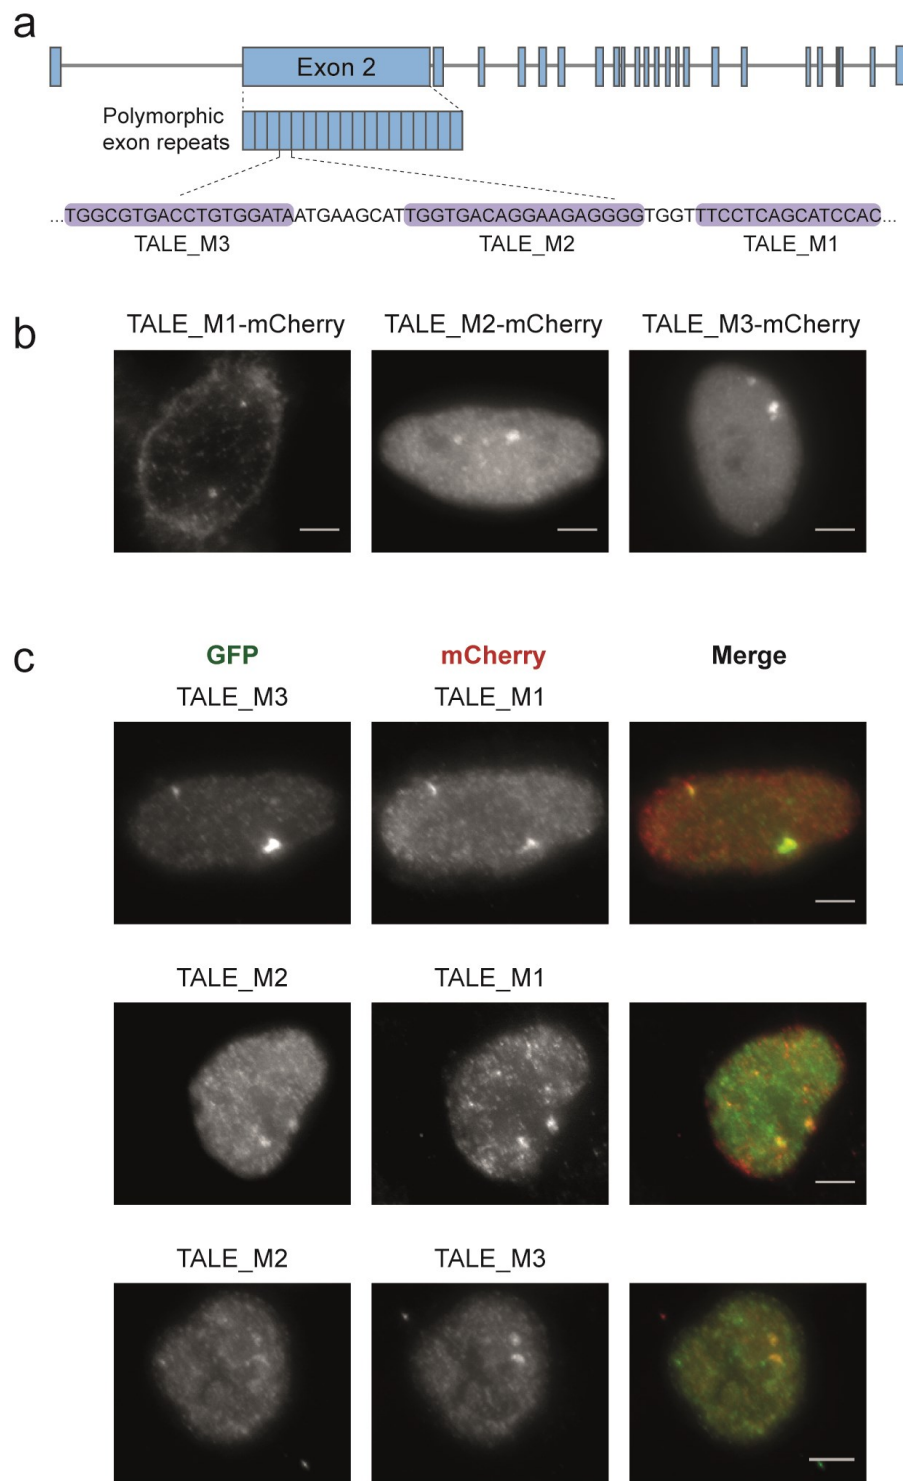 a
Exon 2
Polymorphic
exon repeats
...TGGCGTGACCTGTGGATAATGAAGCATTGGTGACAGGAAGAGGGGTGGTTTCCTCAGCATCCAC...
TALE_M3 TALE_M2 TALE_M1
b
TALE_M1-mCherry TALE_M2-mCherry TALE_M3-mCherry
c
GFP mCherry Merge
TALE_M3 TALE_M1
TALE_M2 TALE_M1
TALE_M2 TALE_M3